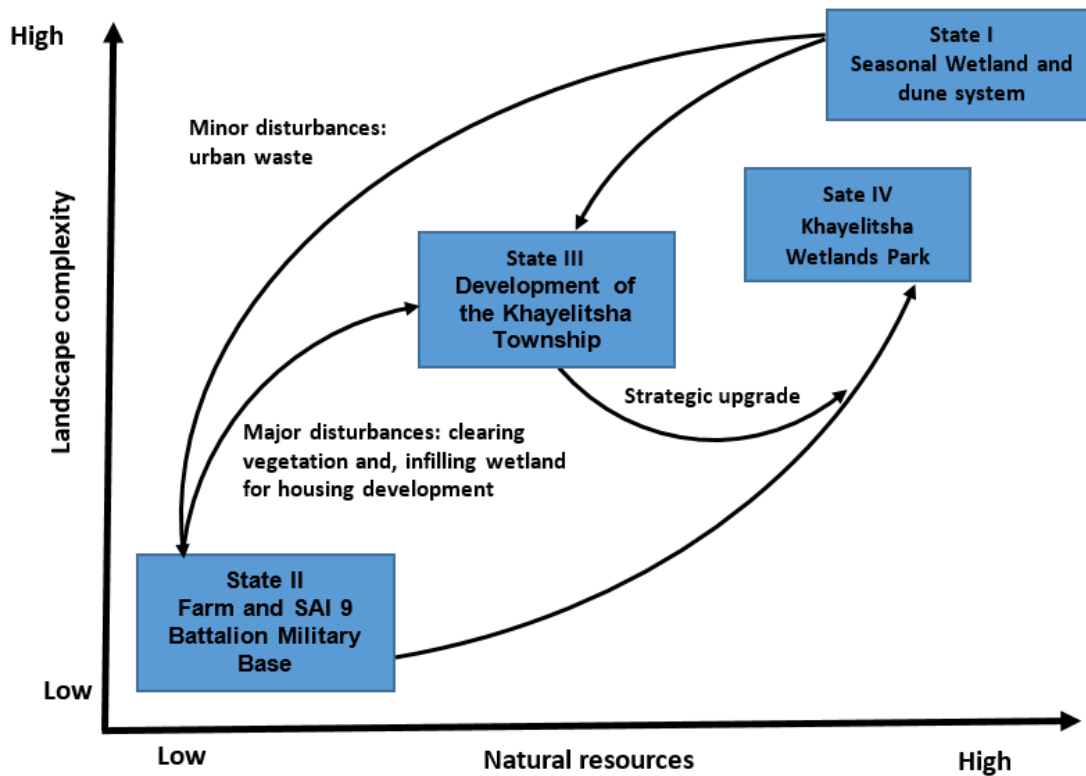 High
State I
Seasonal Wetland and
dune system
Minor disturbances:
urban waste
Sate IV
Khayelitsha
Wetlands Park
Landscape complexity
State III
Development of
the Khayelitsha
Township
Strategic upgrade
Major disturbances: clearing
vegetation and, infilling wetland
for housing development
State II
Farm and SAI 9
Battalion Military
Base
Low
Low
Natural resources
High